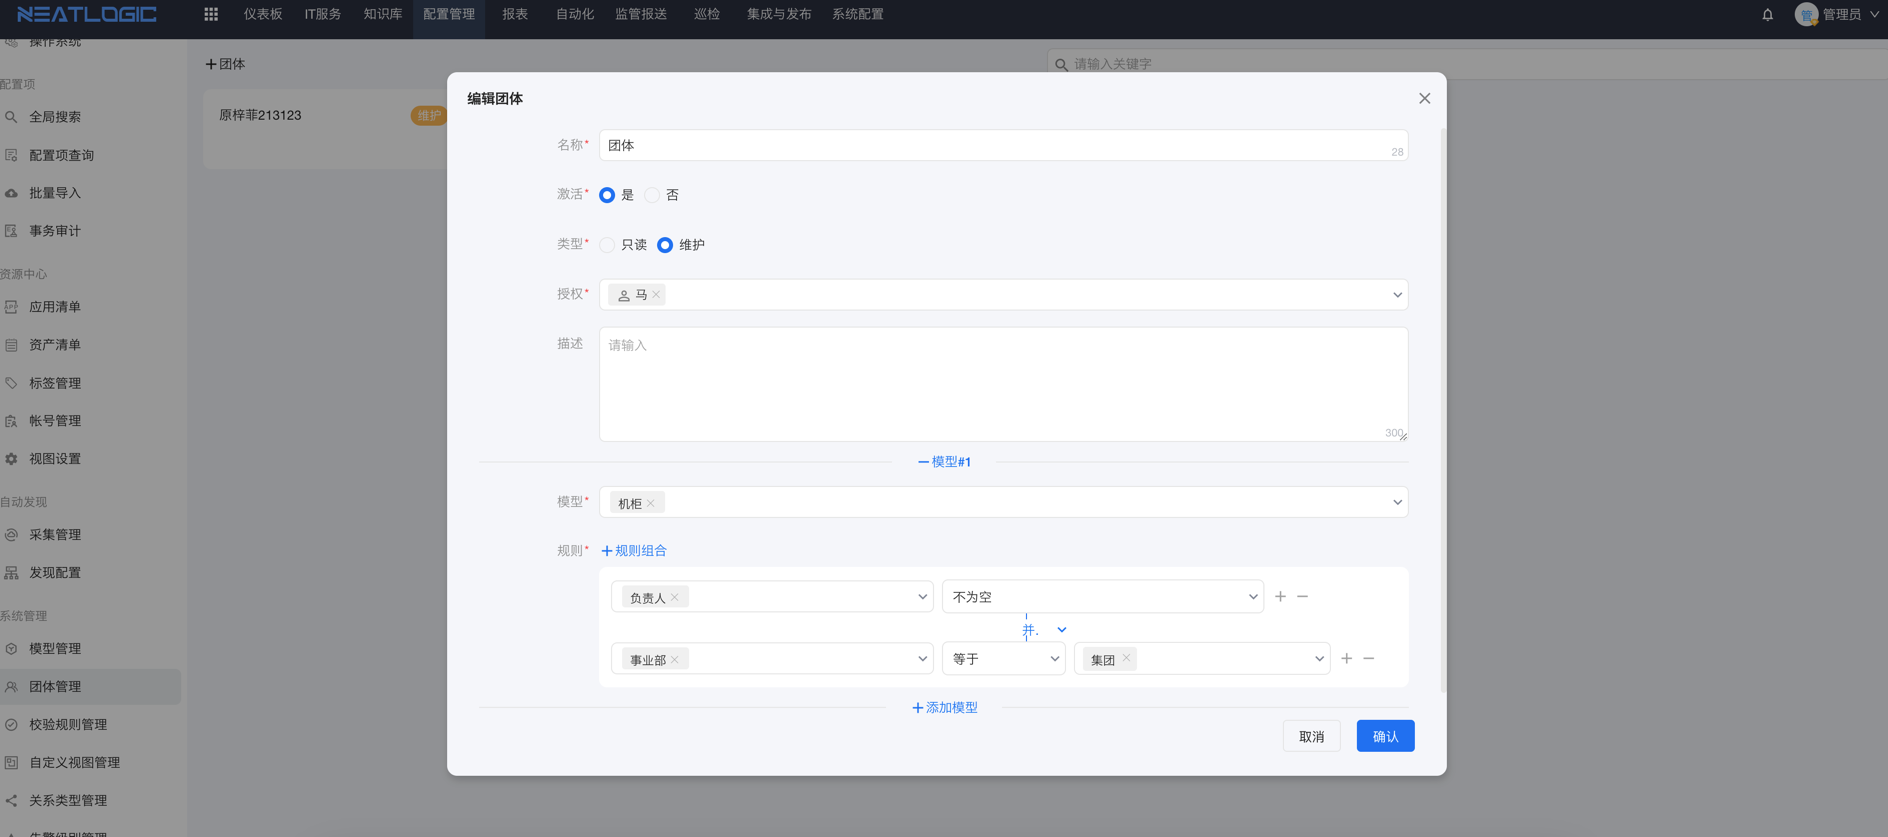 NEATLOGIC
仪表板
IT服务
知识库
配置管理
报表
自动化
监管报送
巡检
集成与发布
系统配置
管
管理员
操作系统
配置项
全局搜索
配置项查询
批量导入
事务审计
资源中心
应用清单
资产清单
标签管理
帐号管理
视图设置
自动发现
采集管理
发现配置
系统管理
模型管理
团体管理
校验规则管理
自定义视图管理
关系类型管理
告警级别管理
+团体
请输入关键字
原梓菲213123
维护
编辑团体
名称*
团体
28
激活*
是
否
类型*
只读
维护
授权*
马
描述
请输入
300
模型#1
模型*
机柜
规则*
+规则组合
负责人
不为空
并.
事业部
等于
集团
+添加模型
取消
确认